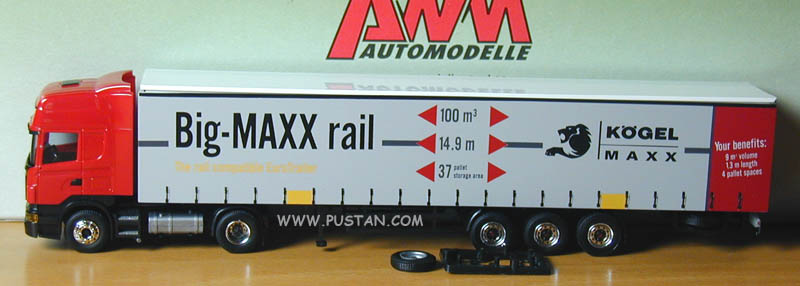 AWM
AUTOMODELLE
Big-MAXX rail
100 m³
14.9 m
37 pallet storage area
KÖGEL
MAXX
Your benefits:
9 m³ volume
1.3 m length
4 pallet spaces
WWW.PUSTAN.COM